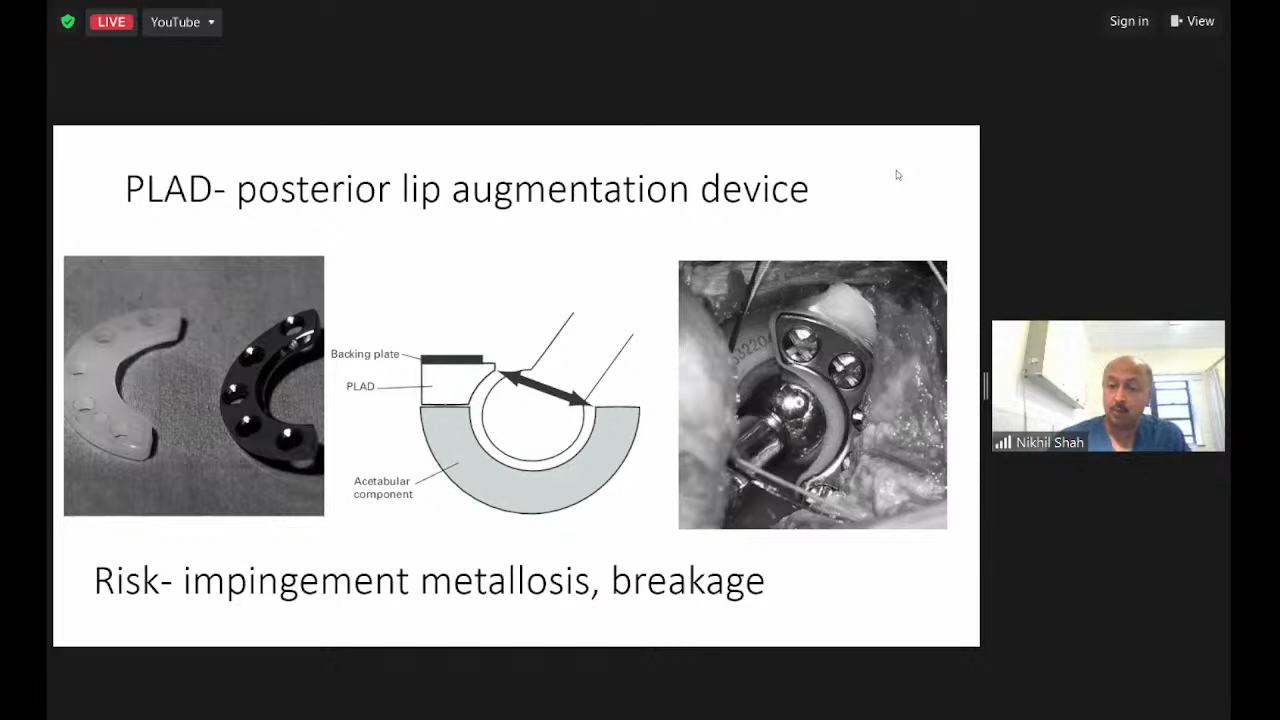 LIVE
YouTube
Sign in
View
PLAD- posterior lip augmentation device
Backing plate
PLAD
Acetabular
component
Nikhil Shah
Risk- impingement metallosis, breakage